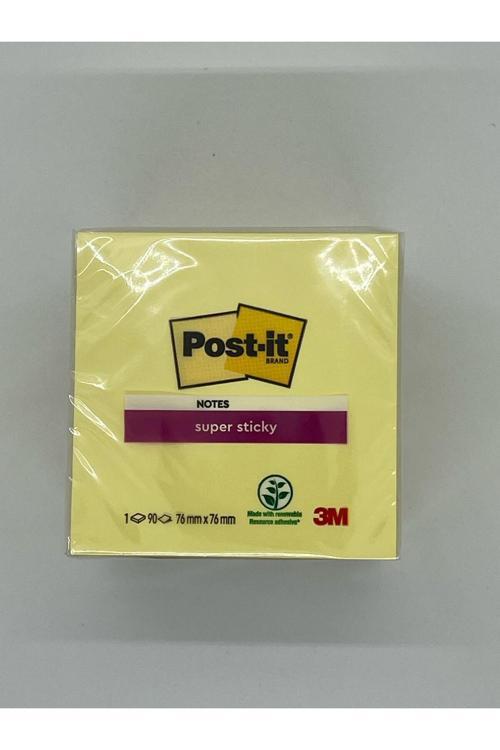 Post-it®
BRAND
NOTES
super sticky
1 90 76 mm x 76 mm
Made with renewable
Resource adhesive*
3M